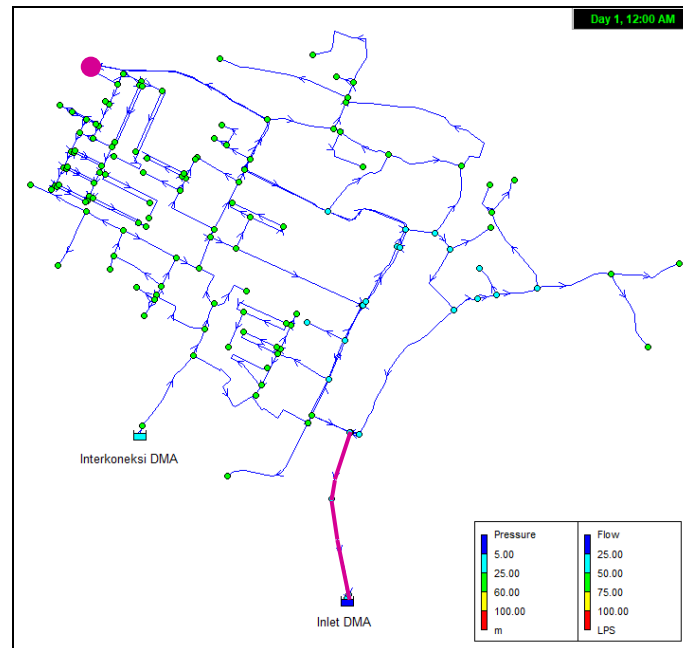 Day 1, 12:00 AM
Interkoneksi DMA
Inlet DMA
Pressure
5.00
25.00
60.00
100.00
m
Flow
25.00
50.00
75.00
100.00
LPS